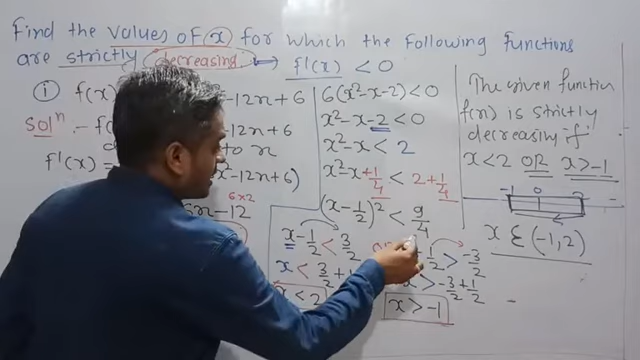 Find the values of x for which the following functions
are strictly decreasing ↔ f'(x) < 0
(i) f(x) -12x + 6
Solⁿ :- f( -12x + 6
to x
f'(x) = x² -12x + 6)
6×2
6x - 12
6(x²-x-2) < 0
x²-x-2 < 0
x²-x < 2
x²-x+1/4 < 2+1/4
(x-1/2)² < 9/4
x-1/2 < 3/2
x < 3/2 +
x < 2
1/2 > -3/2
> -3/2+1/2
x > -1
The given function
f(x) is strictly
decreasing if
x < 2 OR x > -1
-1 0 2
x ε (-1,2)